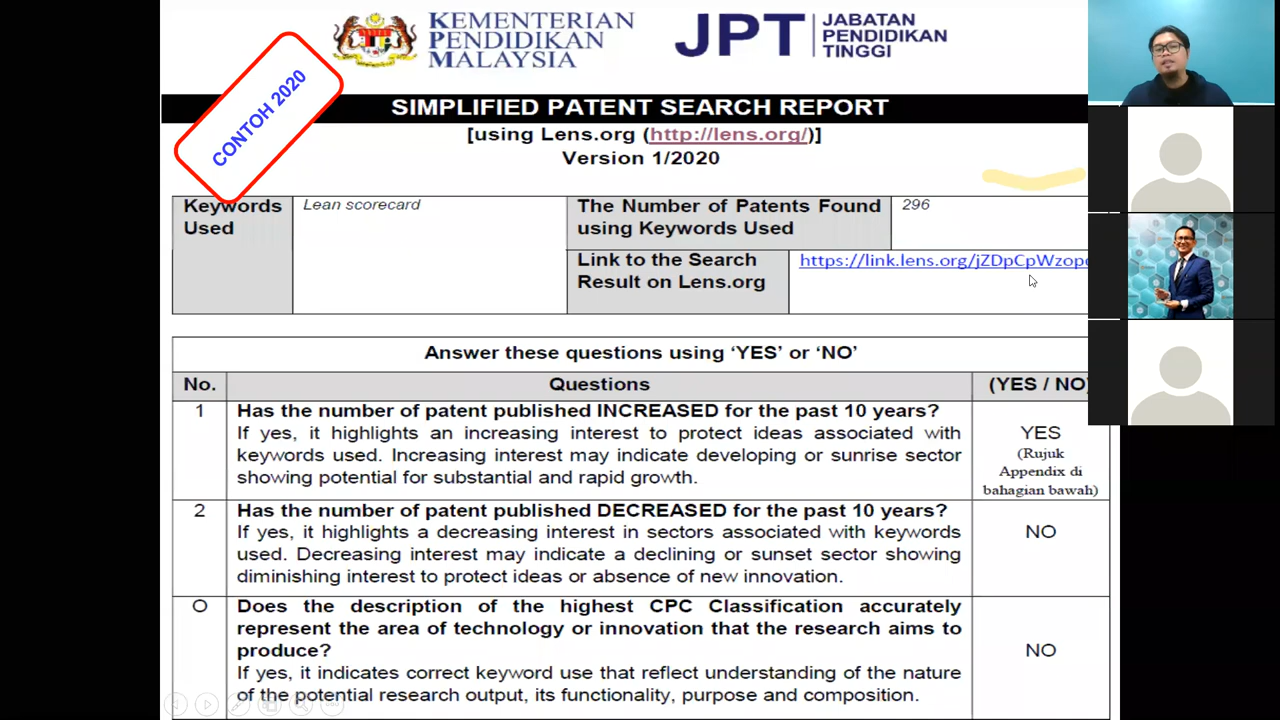 KEMENTERIAN
PENDIDIKAN
MALAYSIA
JPT
JABATAN
PENDIDIKAN
TINGGI
CONTOH 2020
SIMPLIFIED PATENT SEARCH REPORT
[using Lens.org (http://lens.org/)]
Version 1/2020
Keywords Used
Lean scorecard
The Number of Patents Found
using Keywords Used
296
Link to the Search
Result on Lens.org
Answer these questions using ‘YES’ or ‘NO’
No.
Questions
(YES / NO)
1
Has the number of patent published INCREASED for the past 10 years?
If yes, it highlights an increasing interest to protect ideas associated with
keywords used. Increasing interest may indicate developing or sunrise sector
showing potential for substantial and rapid growth.
YES
(Rujuk
Appendix di
bahagian bawah)
2
Has the number of patent published DECREASED for the past 10 years?
If yes, it highlights a decreasing interest in sectors associated with keywords
used. Decreasing interest may indicate a declining or sunset sector showing
diminishing interest to protect ideas or absence of new innovation.
NO
O
Does the description of the highest CPC Classification accurately
represent the area of technology or innovation that the research aims to
produce?
If yes, it indicates correct keyword use that reflect understanding of the nature
of the potential research output, its functionality, purpose and composition.
NO